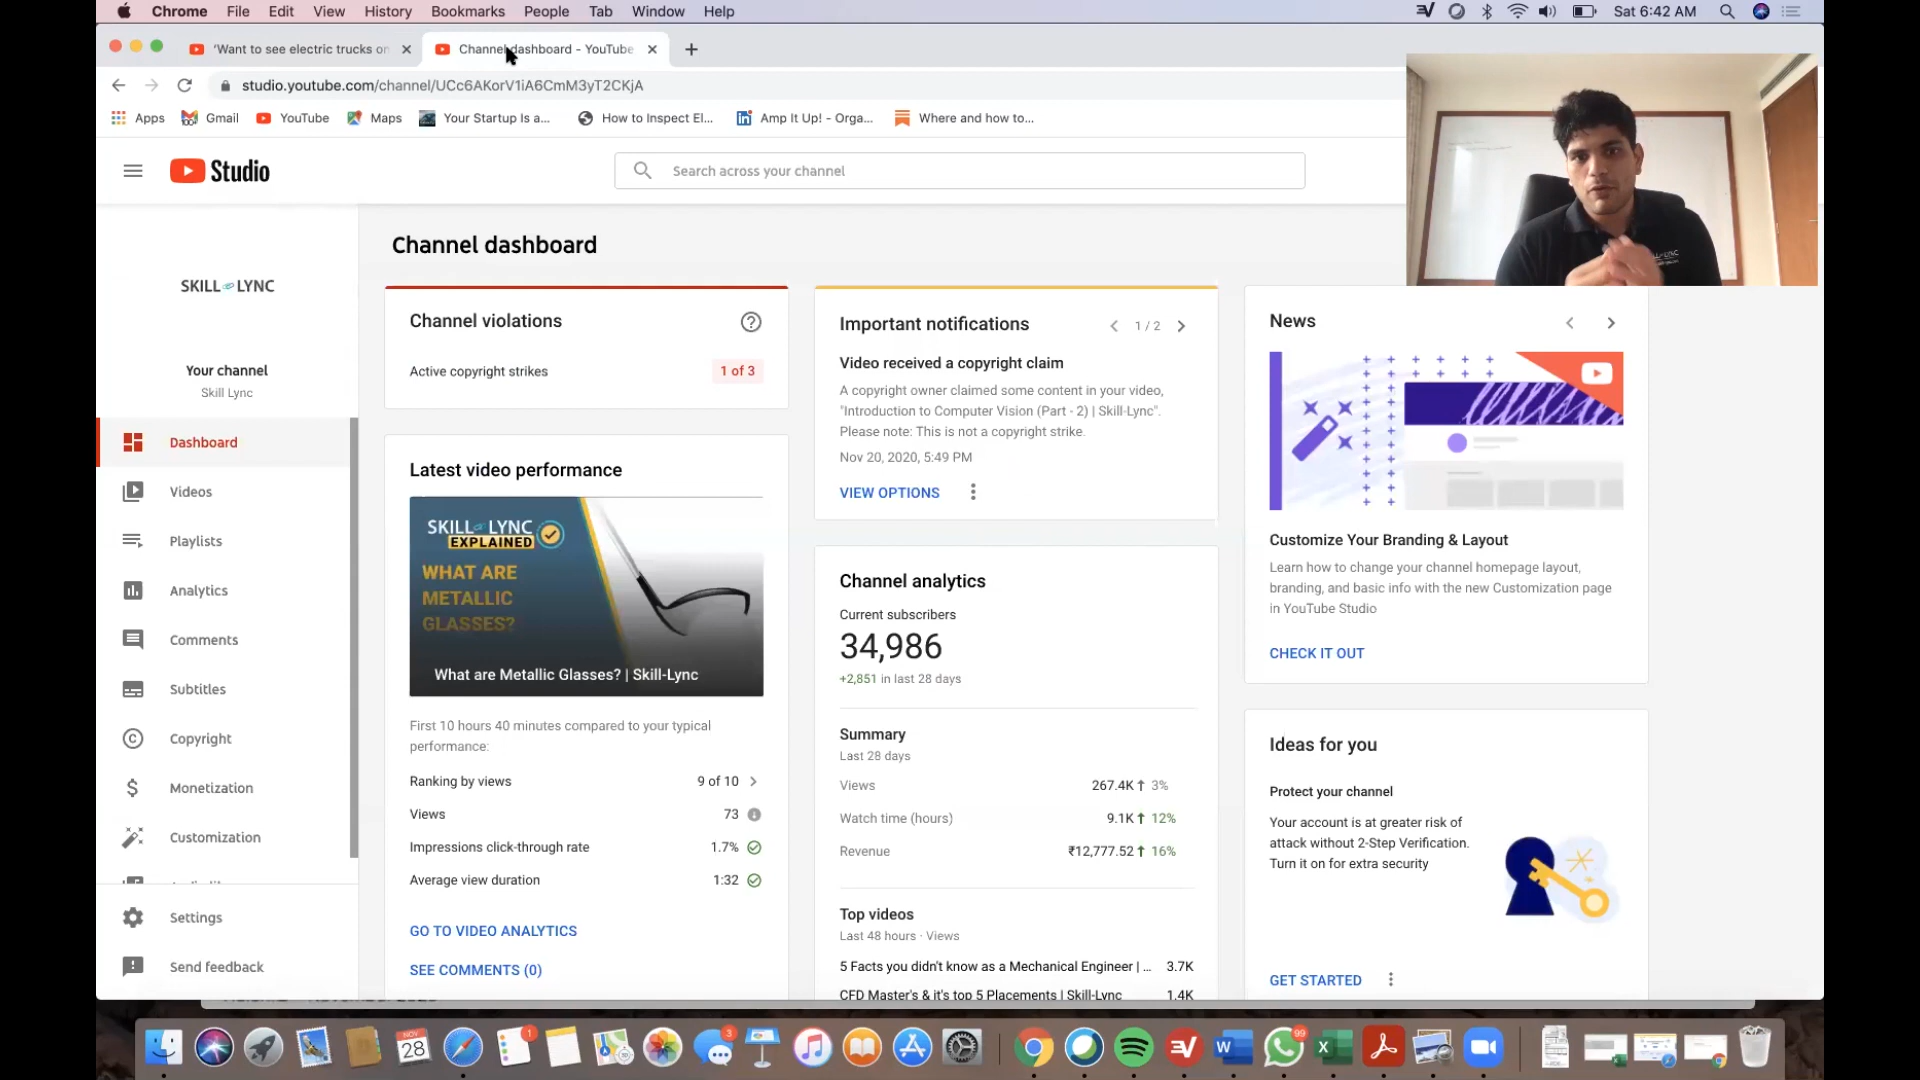 Chrome File Edit View History Bookmarks People Tab Window Help
Sat 6:42 AM
'Want to see electric trucks on
Channel dashboard - YouTube
studio.youtube.com/channel/UCc6AKorV1iA6CmM3yT2CKjA
Apps Gmail YouTube Maps Your Startup Is a... How to Inspect El... Amp It Up! - Orga... Where and how to...
Studio
Search across your channel
SKILL LYNC
Your channel
Skill Lync
Dashboard
Videos
Playlists
Analytics
Comments
Subtitles
Copyright
Monetization
Customization
Settings
Send feedback
Channel dashboard
Channel violations
Active copyright strikes 1 of 3
Latest video performance
SKILL LYNC
EXPLAINED
WHAT ARE
METALLIC
GLASSES?
What are Metallic Glasses? | Skill-Lync
First 10 hours 40 minutes compared to your typical
performance:
Ranking by views 9 of 10
Views 73
Impressions click-through rate 1.7%
Average view duration 1:32
GO TO VIDEO ANALYTICS
SEE COMMENTS (0)
Important notifications 1 / 2
Video received a copyright claim
A copyright owner claimed some content in your video,
"Introduction to Computer Vision (Part - 2) | Skill-Lync".
Please note: This is not a copyright strike.
Nov 20, 2020, 5:49 PM
VIEW OPTIONS
Channel analytics
Current subscribers
34,986
+2,851 in last 28 days
Summary
Last 28 days
Views 267.4K 3%
Watch time (hours) 9.1K 12%
Revenue ₹12,777.52 16%
Top videos
Last 48 hours · Views
5 Facts you didn't know as a Mechanical Engineer | ... 3.7K
CFD Master's & it's top 5 Placements | Skill-Lync 1.4K
News
Customize Your Branding & Layout
Learn how to change your channel homepage layout,
branding, and basic info with the new Customization page
in YouTube Studio
CHECK IT OUT
Ideas for you
Protect your channel
Your account is at greater risk of
attack without 2-Step Verification.
Turn it on for extra security
GET STARTED
NOV
28
1
3
99